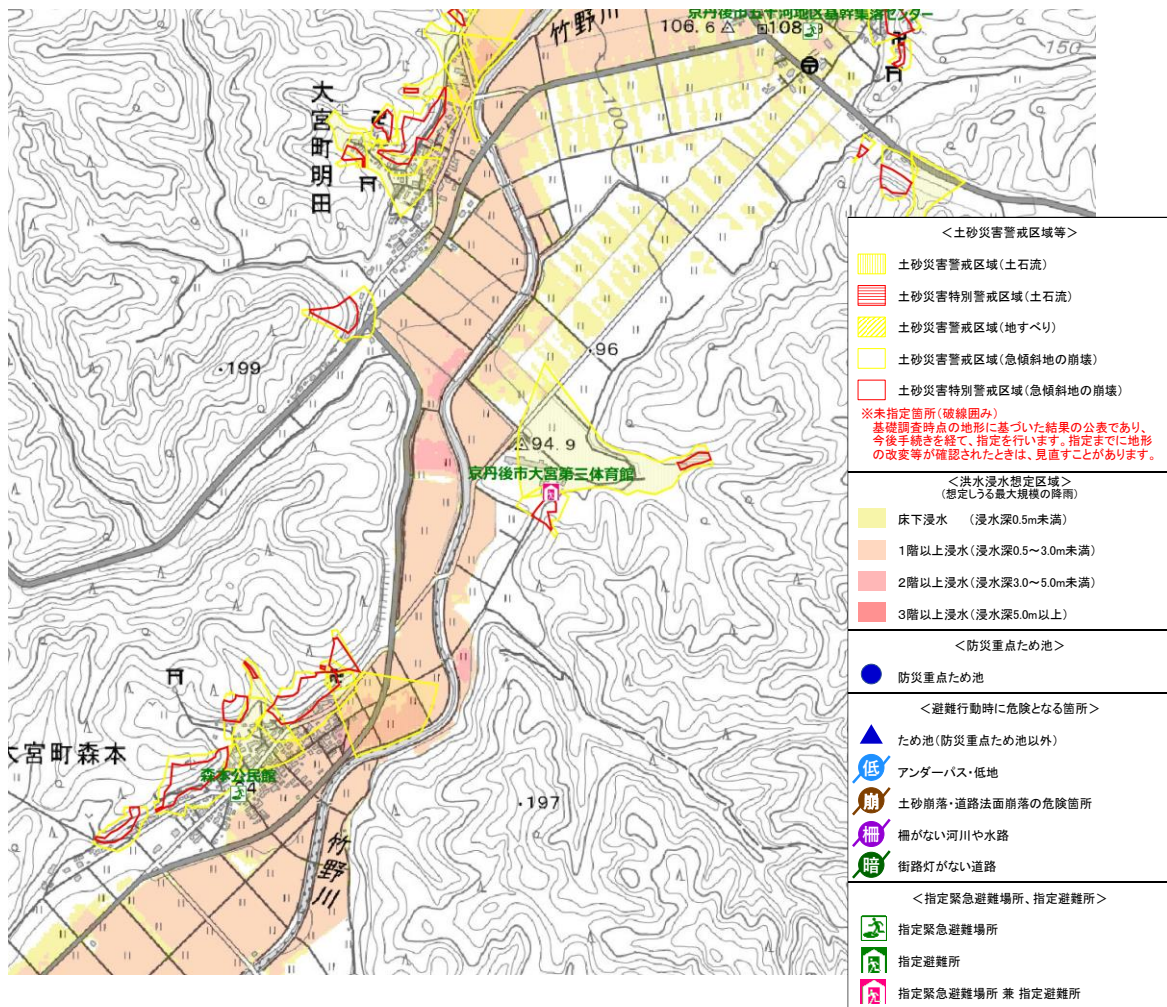 京丹後市五十河地区基幹集落センター
竹野川
106.6
108
150
大宮町明田
100
・199
・96
94.9
京丹後市大宮第三体育館
大宮町森本
森本公民館
・197
竹野川
＜土砂災害警戒区域等＞
土砂災害警戒区域(土石流)
土砂災害特別警戒区域(土石流)
土砂災害警戒区域(地すべり)
土砂災害警戒区域(急傾斜地の崩壊)
土砂災害特別警戒区域(急傾斜地の崩壊)
※未指定箇所(破線囲み)
基礎調査時点の地形に基づいた結果の公表であり、
今後手続きを経て、指定を行います。指定までに地形
の改変等が確認されたときは、見直すことがあります。
＜洪水浸水想定区域＞
(想定しうる最大規模の降雨)
床下浸水　(浸水深0.5m未満)
1階以上浸水(浸水深0.5～3.0m未満)
2階以上浸水(浸水深3.0～5.0m未満)
3階以上浸水(浸水深5.0m以上)
＜防災重点ため池＞
防災重点ため池
＜避難行動時に危険となる箇所＞
ため池(防災重点ため池以外)
低 アンダーパス・低地
崩 土砂崩落・道路法面崩落の危険箇所
柵 柵がない河川や水路
暗 街路灯がない道路
＜指定緊急避難場所、指定避難所＞
指定緊急避難場所
指定避難所
指定緊急避難場所 兼 指定避難所